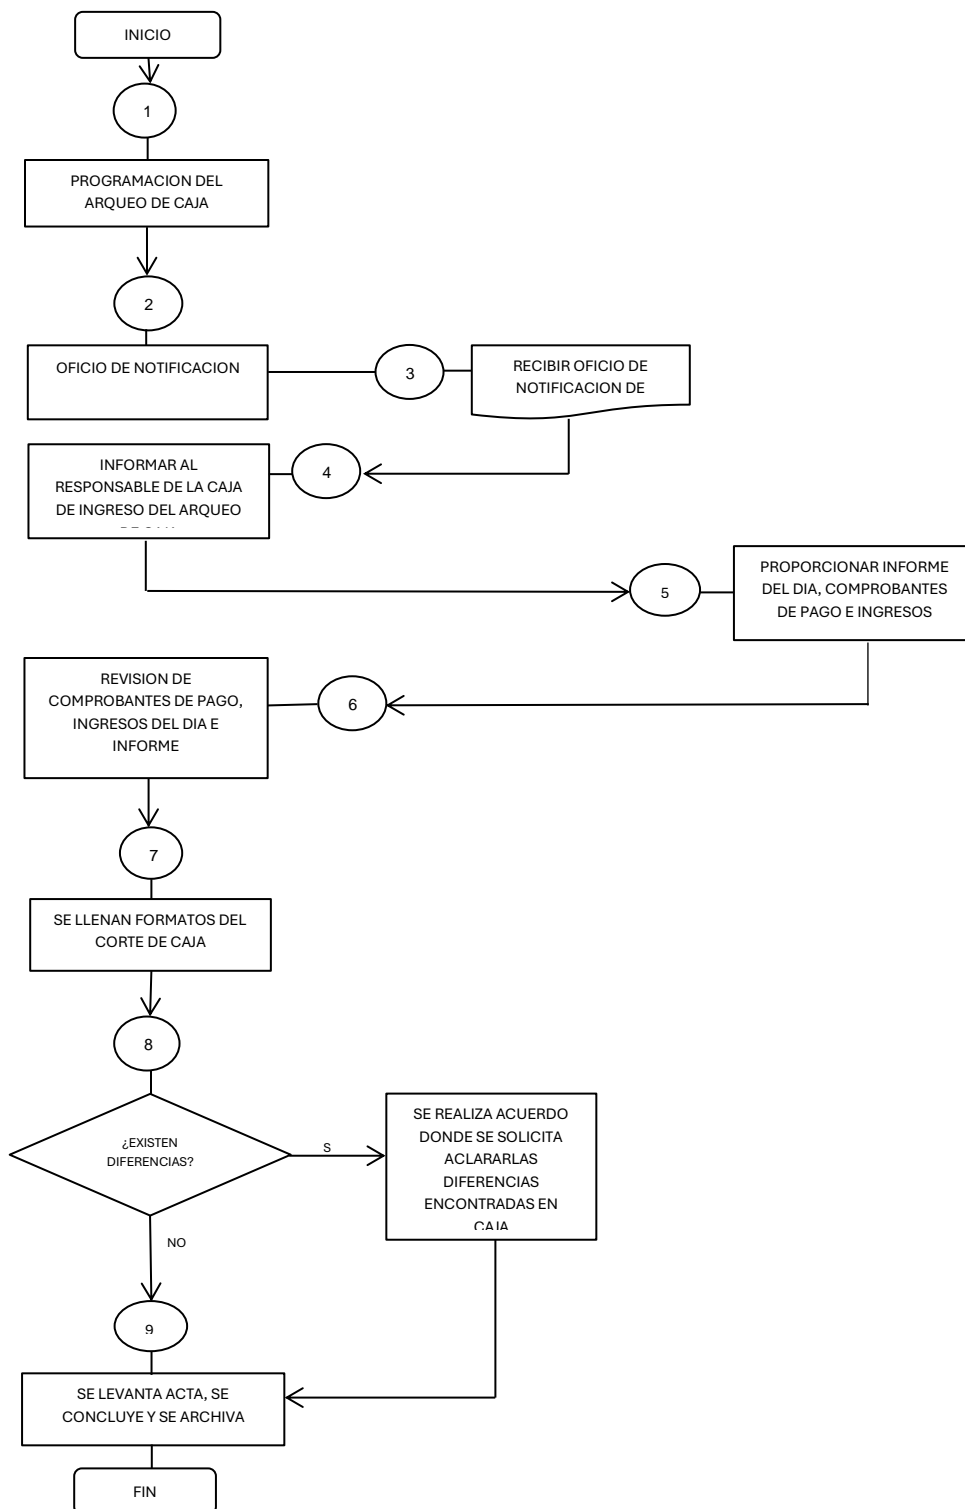 INICIO
1
PROGRAMACION DEL
ARQUEO DE CAJA
2
OFICIO DE NOTIFICACION
3
RECIBIR OFICIO DE
NOTIFICACION DE
INFORMAR AL
RESPONSABLE DE LA CAJA
DE INGRESO DEL ARQUEO
4
5
PROPORCIONAR INFORME
DEL DIA, COMPROBANTES
DE PAGO E INGRESOS
REVISION DE
COMPROBANTES DE PAGO,
INGRESOS DEL DIA E
INFORME
6
7
SE LLENAN FORMATOS DEL
CORTE DE CAJA
8
¿EXISTEN
DIFERENCIAS?
S
SE REALIZA ACUERDO
DONDE SE SOLICITA
ACLARARLAS
DIFERENCIAS
ENCONTRADAS EN
CAJA
NO
9
SE LEVANTA ACTA, SE
CONCLUYE Y SE ARCHIVA
FIN